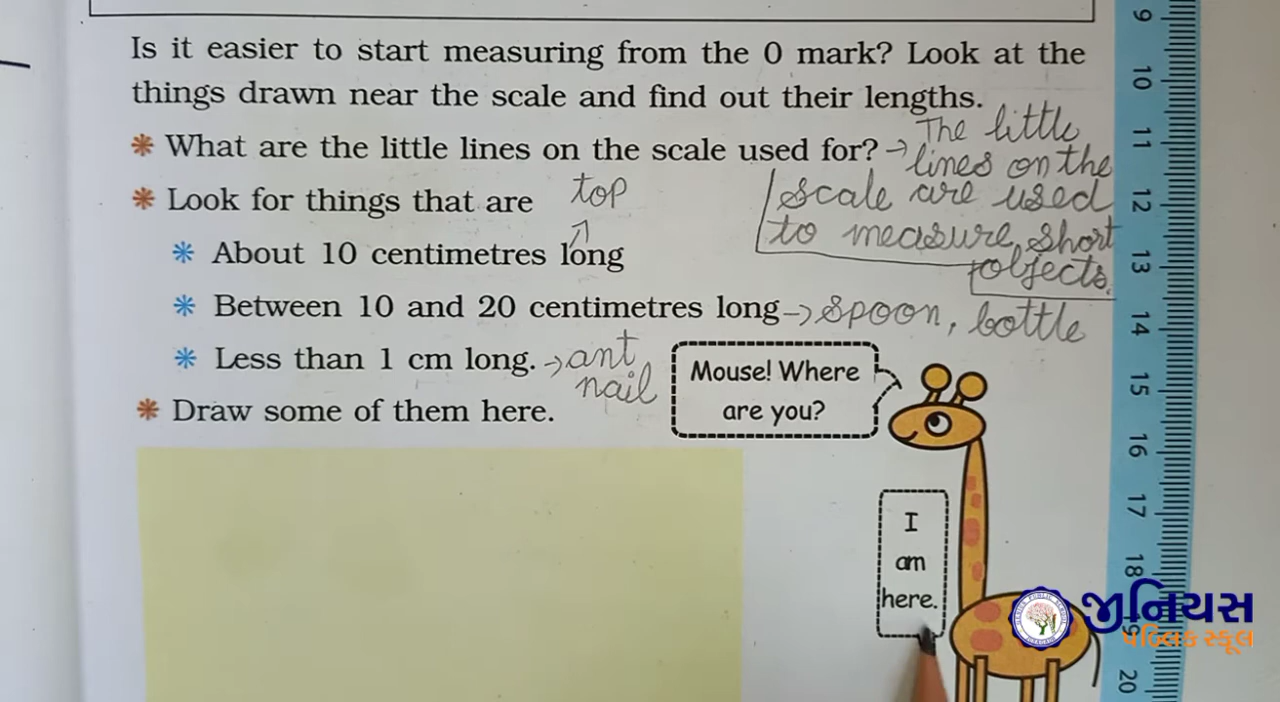 Is it easier to start measuring from the 0 mark? Look at the
things drawn near the scale and find out their lengths.
What are the little lines on the scale used for? → The little
lines on the
scale are used
to measure short
objects.
Look for things that are
top
About 10 centimetres long
Between 10 and 20 centimetres long → spoon, bottle
Less than 1 cm long. → ant
nail
Draw some of them here.
Mouse! Where
are you?
I
am
here.
9
10
11
12
13
14
15
16
17
18
9
20
જીનિયસ
પબ્લિક સ્કૂલ